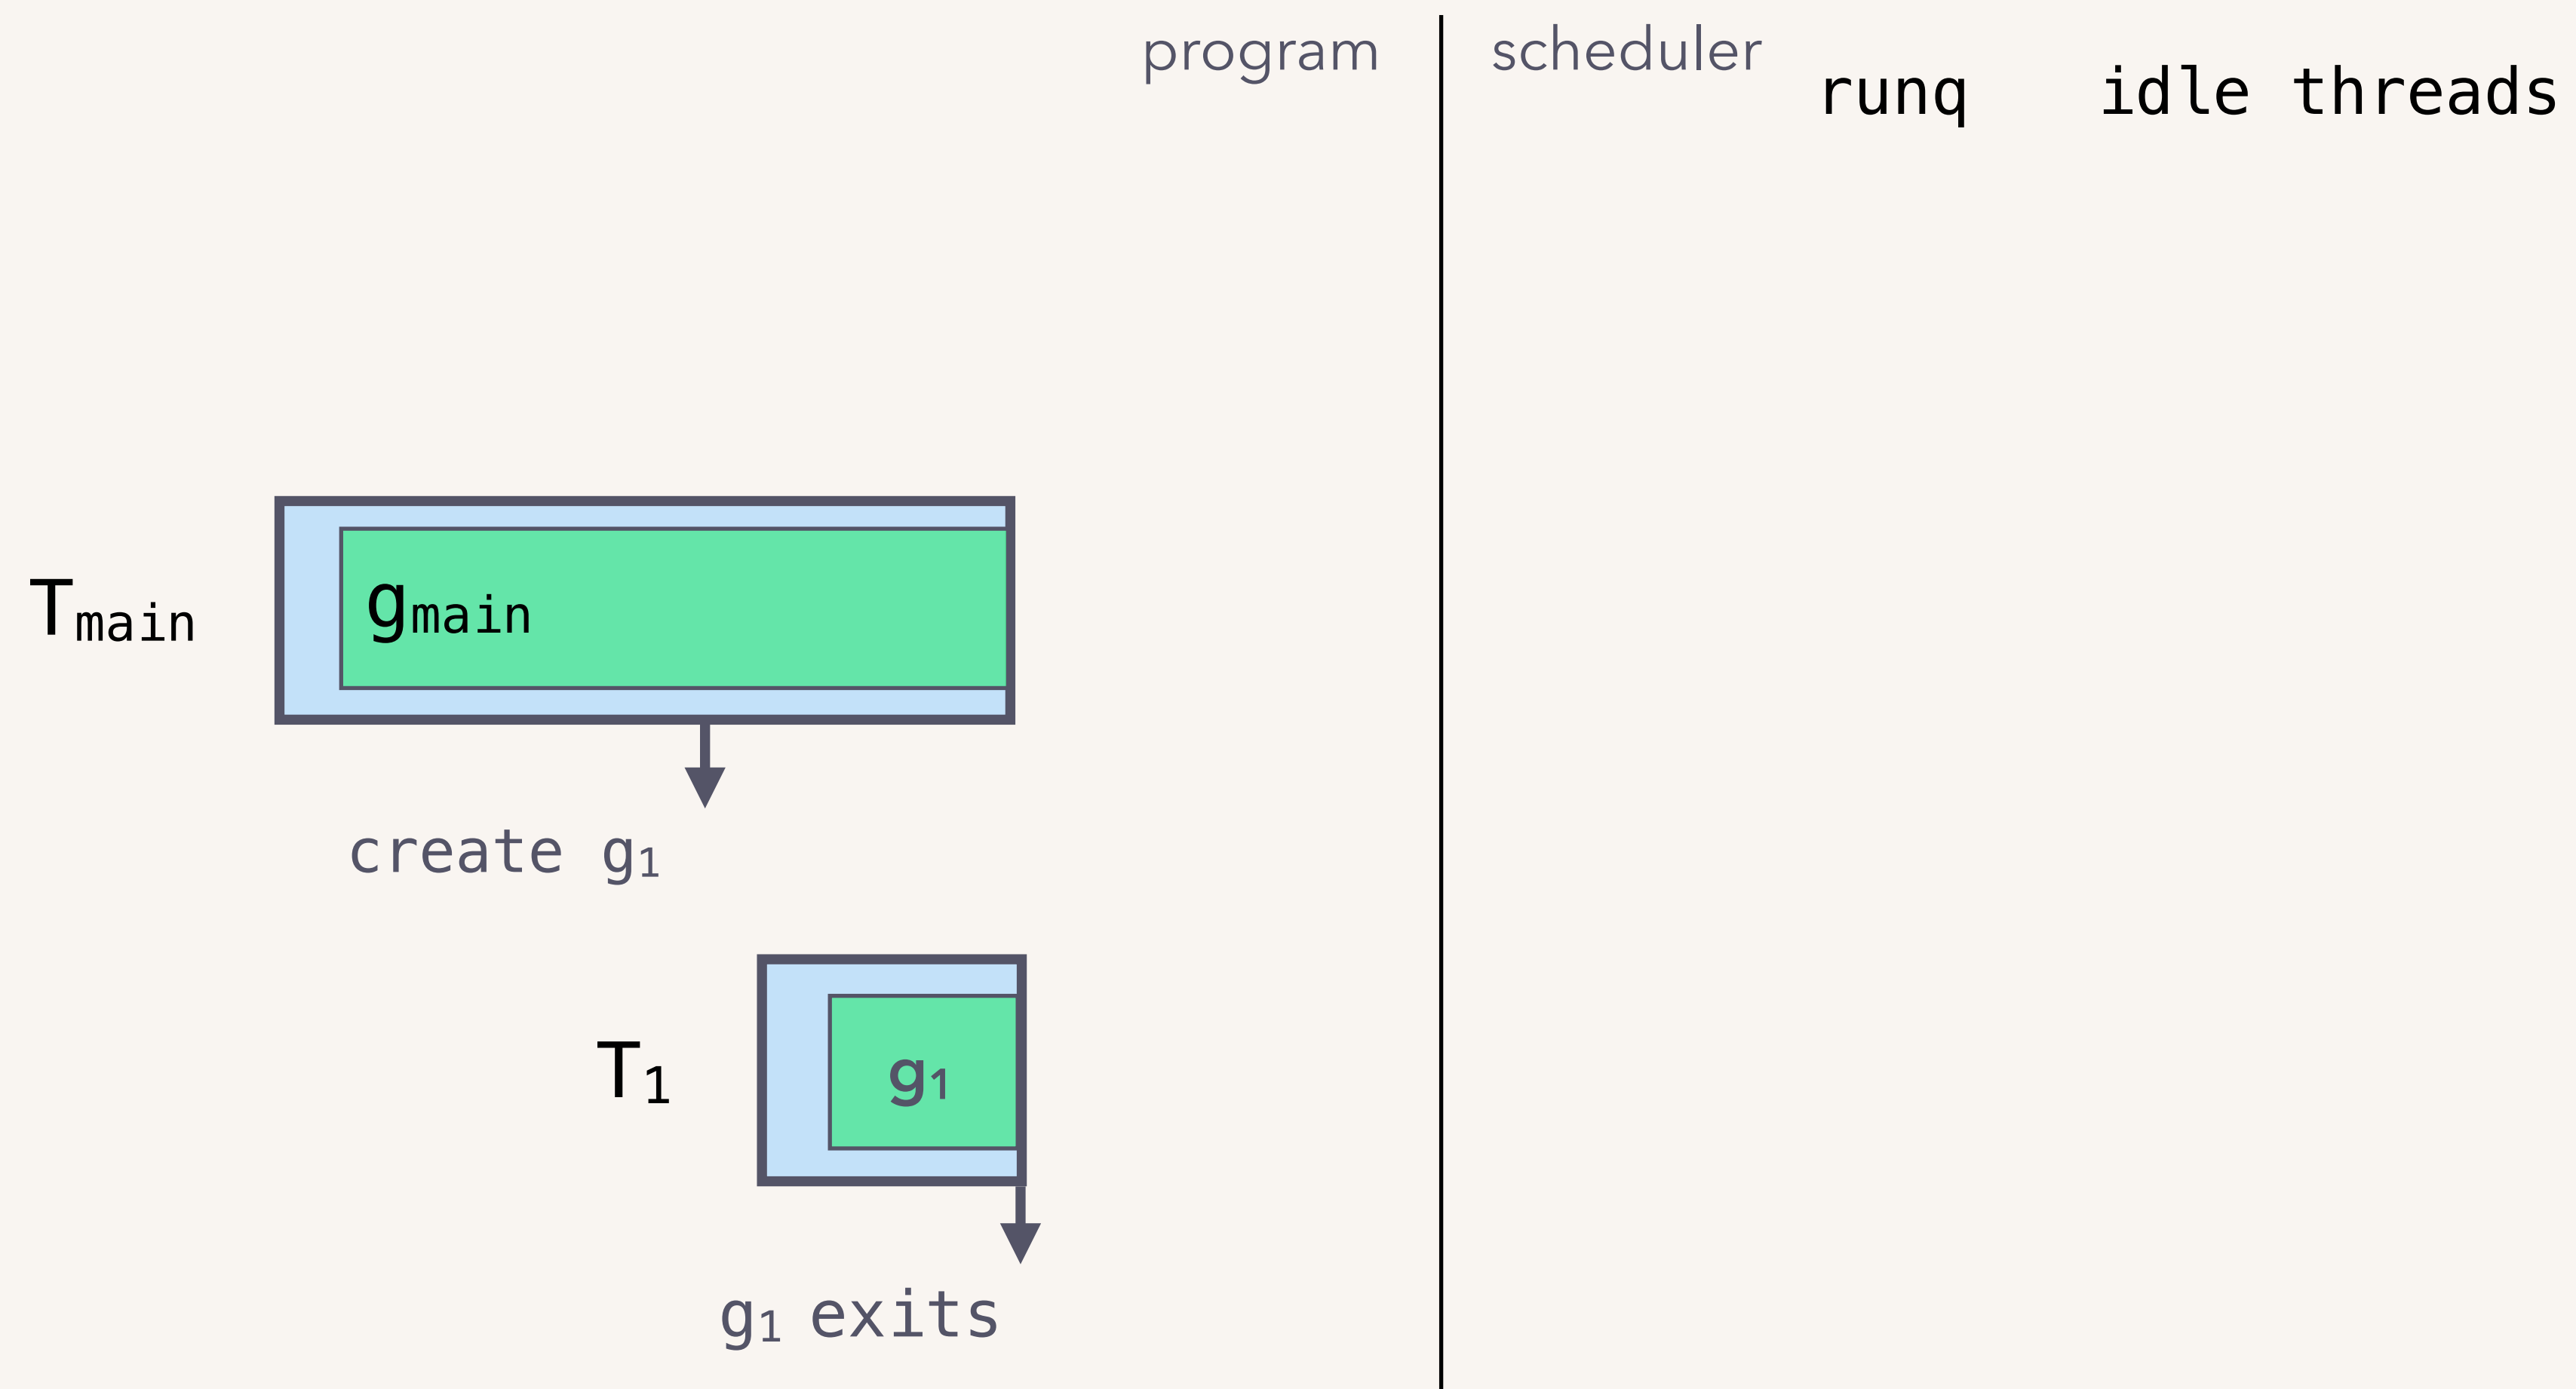 program
scheduler
runq idle threads
Tmain
gmain
create g1
T1
g1
g1 exits